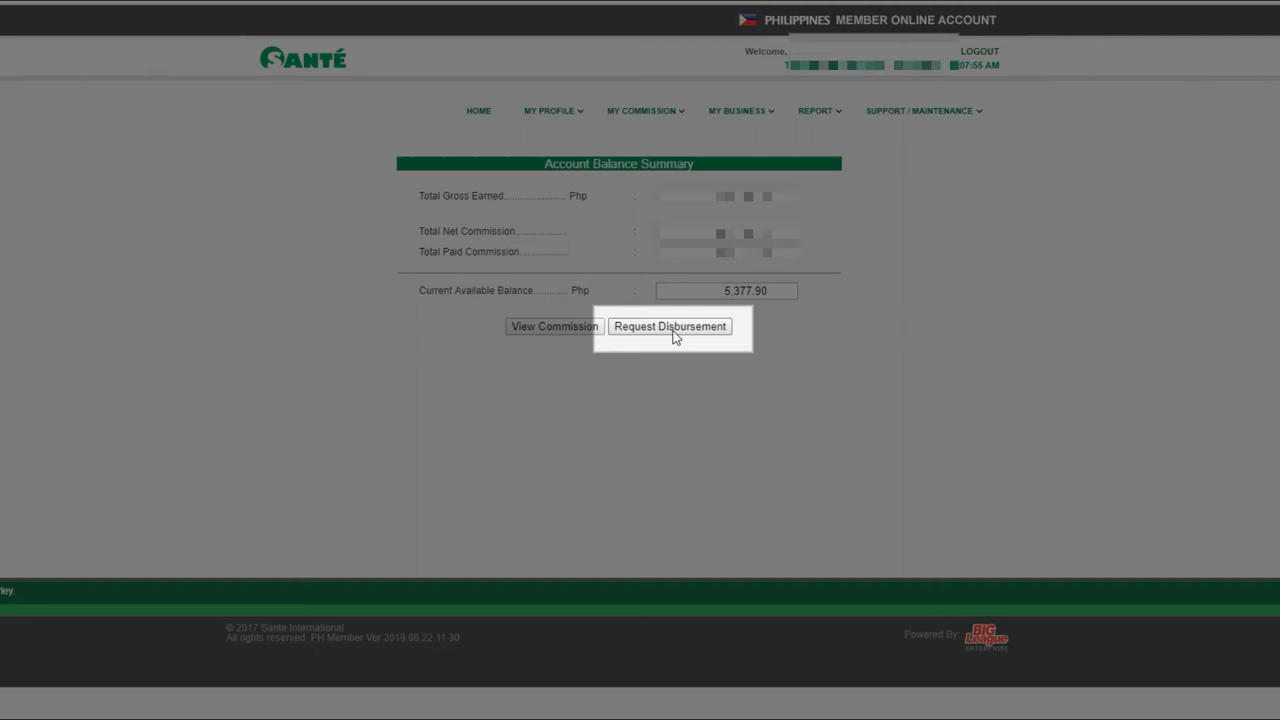 PHILIPPINES MEMBER ONLINE ACCOUNT
SANTÉ
Welcome,
LOGOUT
07:55 AM
HOME MY PROFILE MY COMMISSION MY BUSINESS REPORT SUPPORT / MAINTENANCE
Account Balance Summary
Total Gross Earned...................... Php :
Total Net Commission.................. :
Total Paid Commission................. :
Current Available Balance............ Php : 5,377.90
View Commission Request Disbursement
ley.
© 2017 Sante International
All rights reserved. PH Member Ver 2019.08.22.11.30
Powered By: BIG League ENTERPRISE